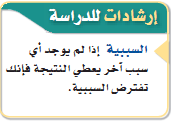 إرشادات للدراسة
السببية إذا لم يوجد أي
سبب آخر يعطي النتيجة فإنك
تفترض السببية.